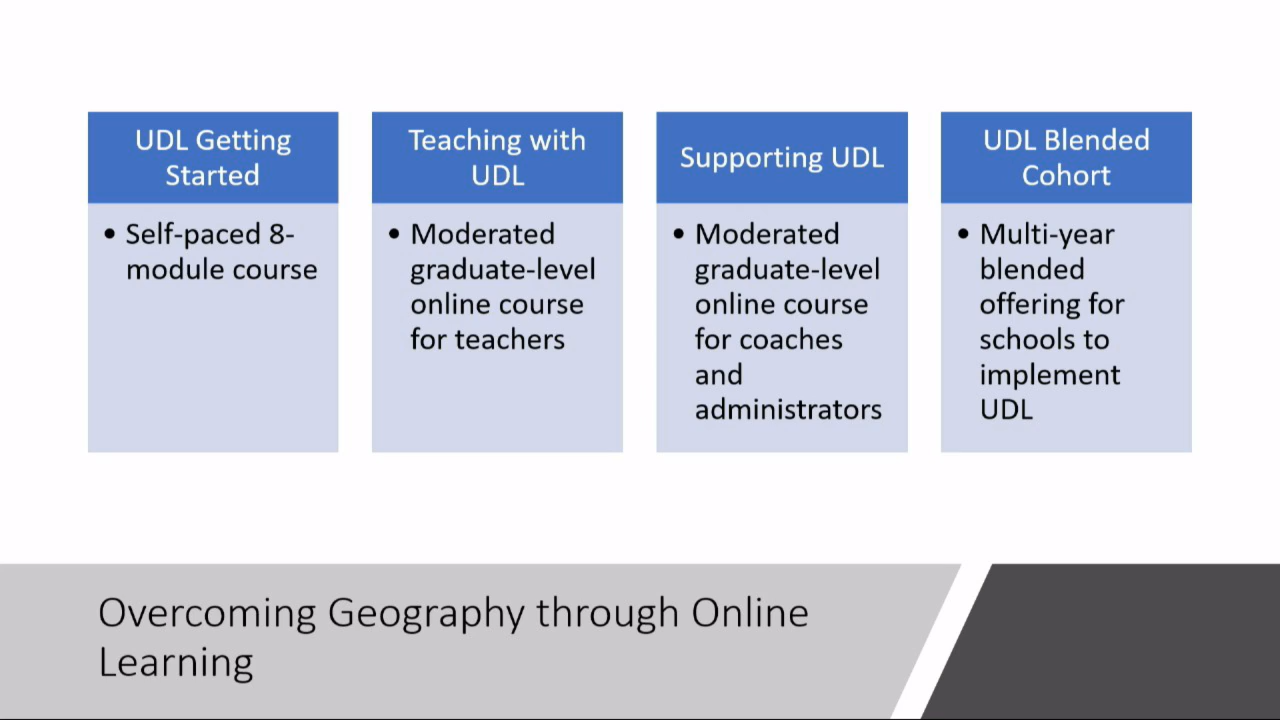 UDL Getting
Started
• Self-paced 8-
module course
Teaching with
UDL
• Moderated
graduate-level
online course
for teachers
Supporting UDL
• Moderated
graduate-level
online course
for coaches
and
administrators
UDL Blended
Cohort
• Multi-year
blended
offering for
schools to
implement
UDL
Overcoming Geography through Online
Learning